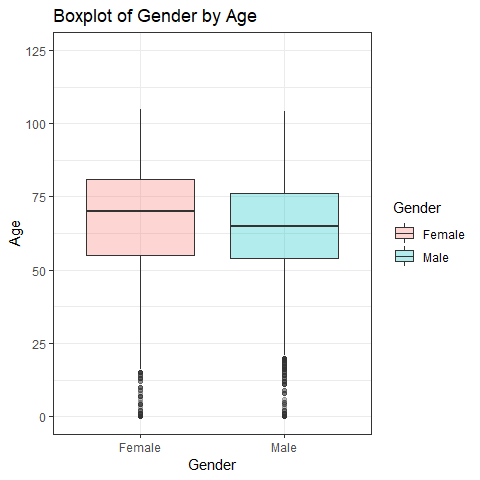 Boxplot of Gender by Age
125
100
75
50
25
0
Age
Female
Male
Gender
Gender
Female
Male